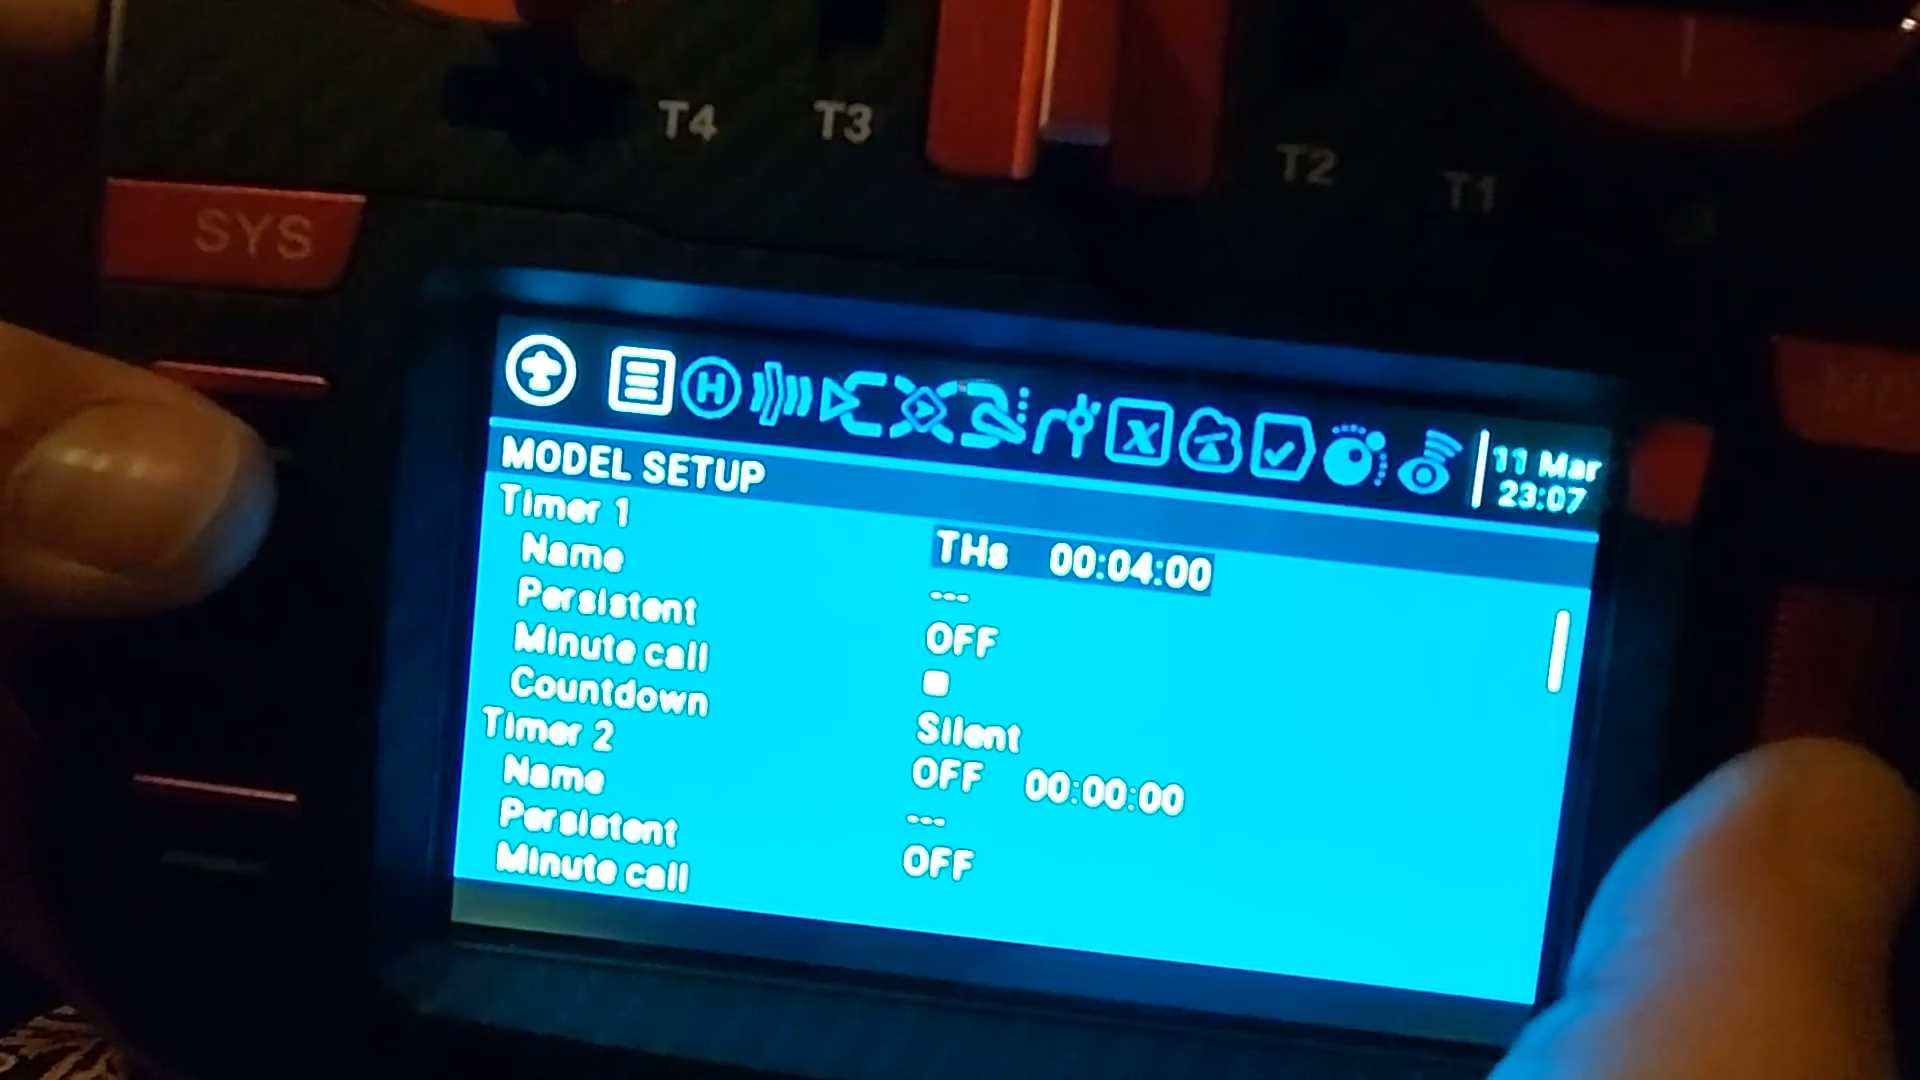 T4 T3 T2 T1
SYS
11 Mar
23:07
MODEL SETUP
Timer 1 THs 00:04:00
Name ---
Persistent OFF
Minute call
Countdown Silent
Timer 2 OFF 00:00:00
Name ---
Persistent OFF
Minute call